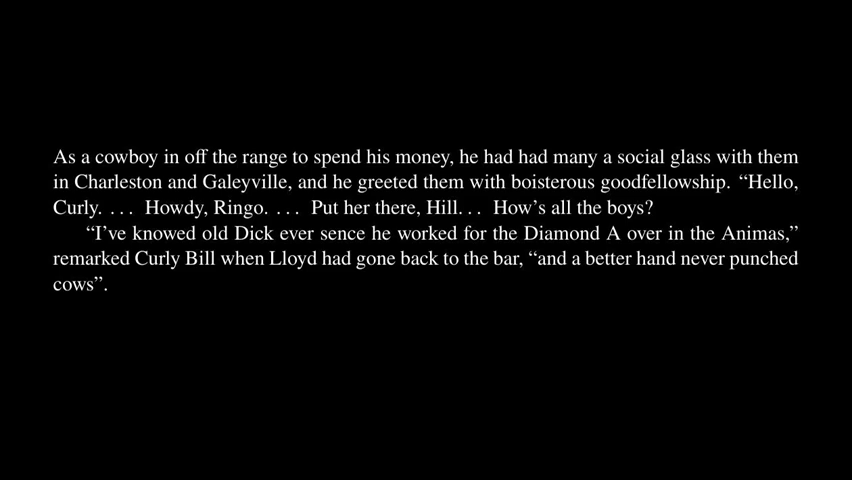 As a cowboy in off the range to spend his money, he had had many a social glass with them
in Charleston and Galeyville, and he greeted them with boisterous goodfellowship. “Hello,
Curly. . . . Howdy, Ringo. . . . Put her there, Hill. . . How’s all the boys?
“I’ve knowed old Dick ever sence he worked for the Diamond A over in the Animas,”
remarked Curly Bill when Lloyd had gone back to the bar, “and a better hand never punched
cows”.